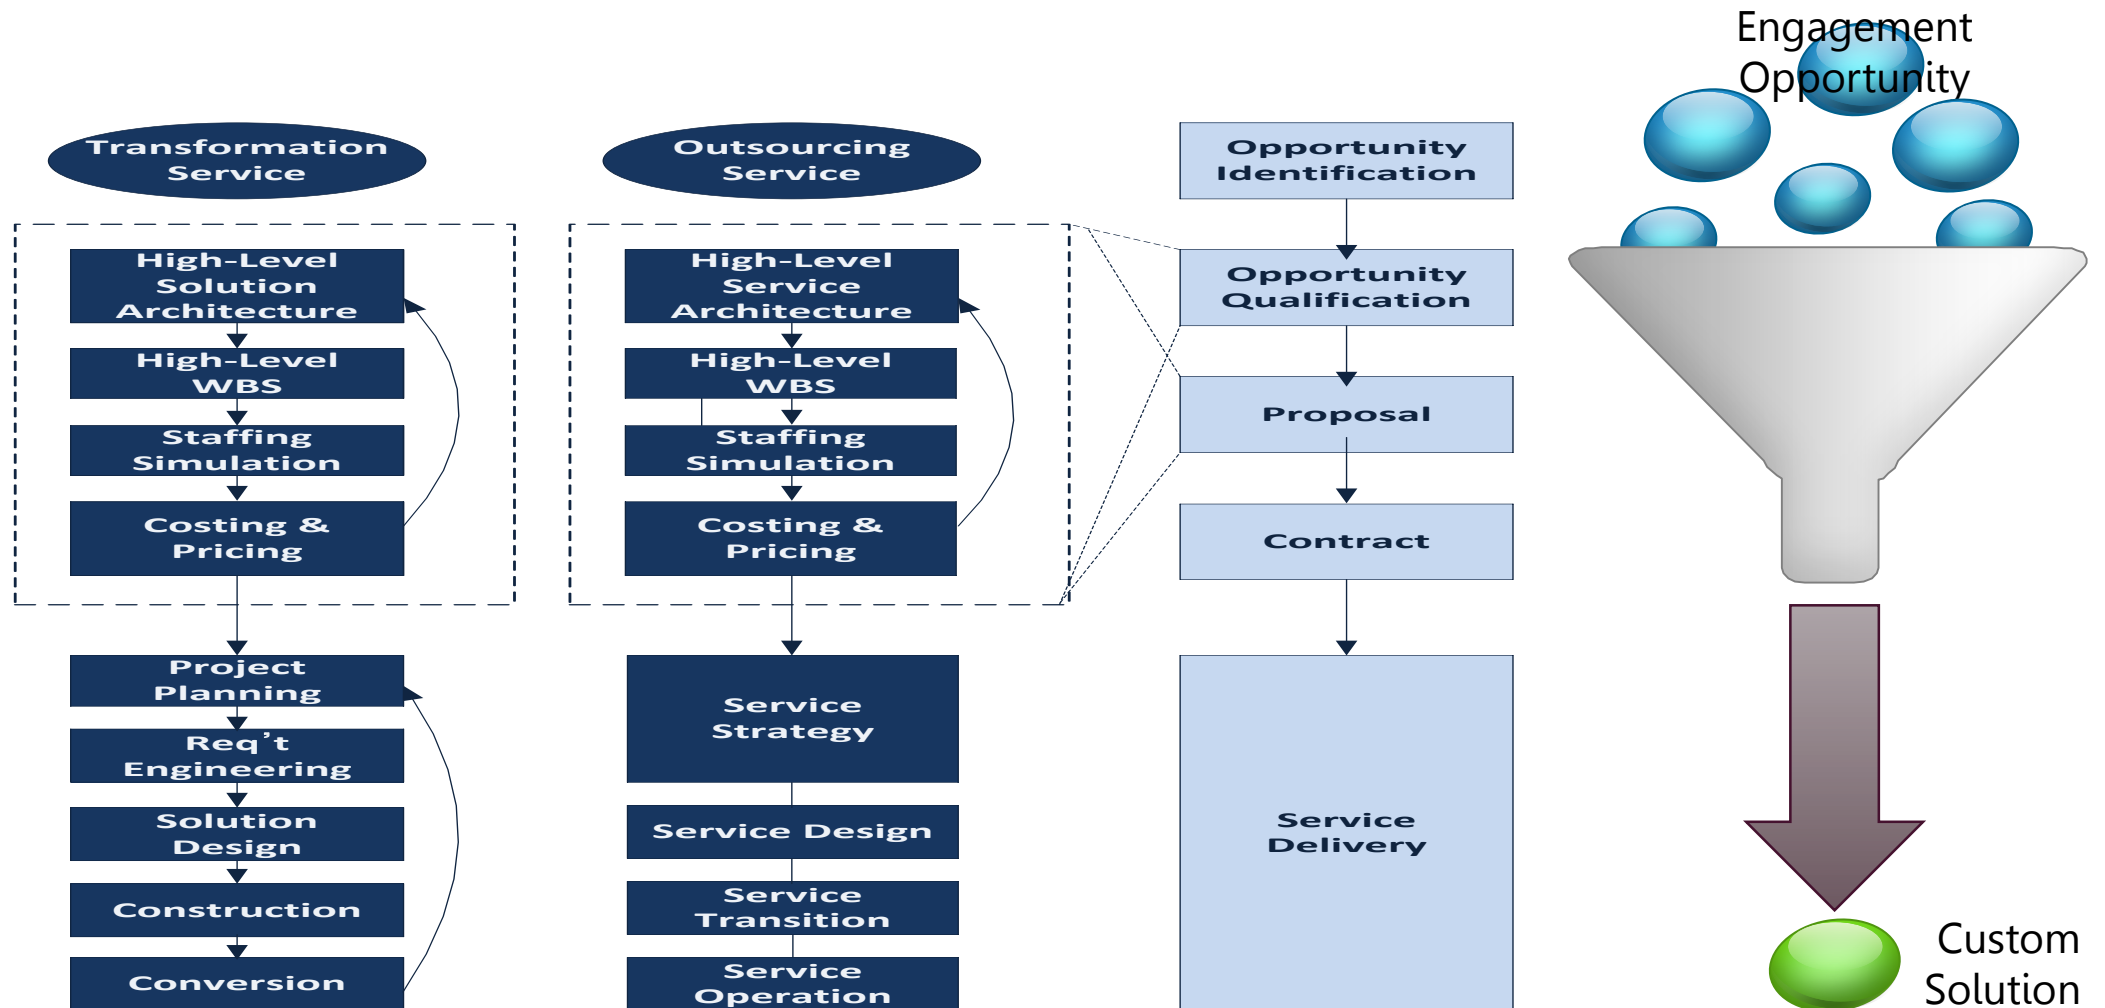 Engagement
Opportunity
Transformation
Service
High-Level
Solution
Architecture
High-Level
WBS
Staffing
Simulation
Costing &
Pricing
Project
Planning
Req’t
Engineering
Solution
Design
Construction
Conversion
Outsourcing
Service
High-Level
Service
Architecture
High-Level
WBS
Staffing
Simulation
Costing &
Pricing
Service
Strategy
Service Design
Service
Transition
Service
Operation
Opportunity
Identification
Opportunity
Qualification
Proposal
Contract
Service
Delivery
Custom
Solution